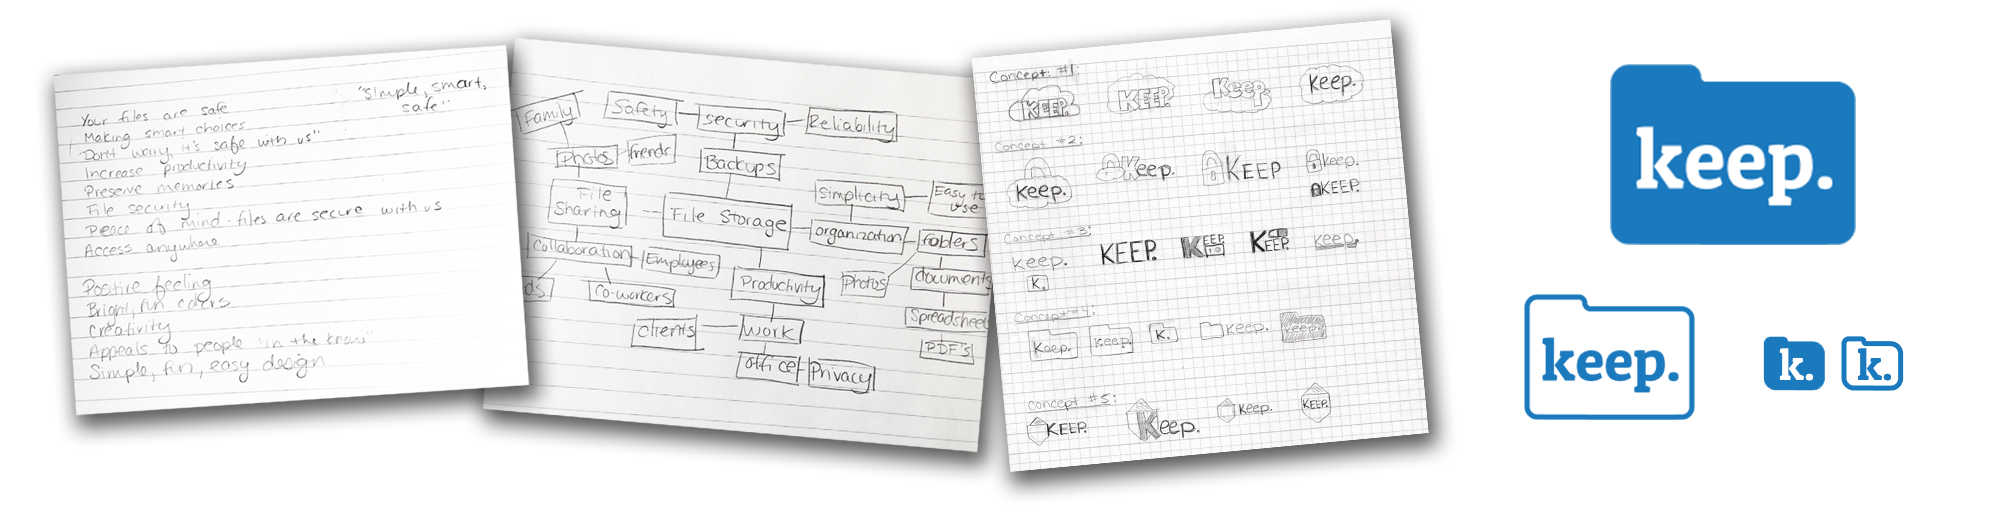 "simple, smart,
safe"
Your files are safe
Making smart choices
"Don't worry, it's safe with us"
Increase productivity
Preserve memories
File security
Peace of mind - files are secure with us
Access anywhere
Positive feeling
Bright, fun colors
Creativity
Appeals to people "in the know"
Simple, fun, easy design
Family
Safety
Security
Reliability
Photos
friends
Backups
File
Sharing
File Storage
Simplicity
Easy to
use
organization
folders
Collaboration
Employees
ds
Co-workers
Productivity
Photos
documents
Spreadsheet
PDF's
clients
work
office
Privacy
Concept #1:
KEEP.
KEEP.
Keep.
Keep.
Concept #2:
Keep.
Keep.
KEEP
keep.
KEEP.
Concept #3:
keep.
k.
KEEP.
KEEP.
KEEP.
keep.
Concept #4:
Keep.
keep.
k.
keep.
keep.
Concept #5:
KEEP.
Keep.
Keep.
KEEP.
keep.
keep.
k.
k.